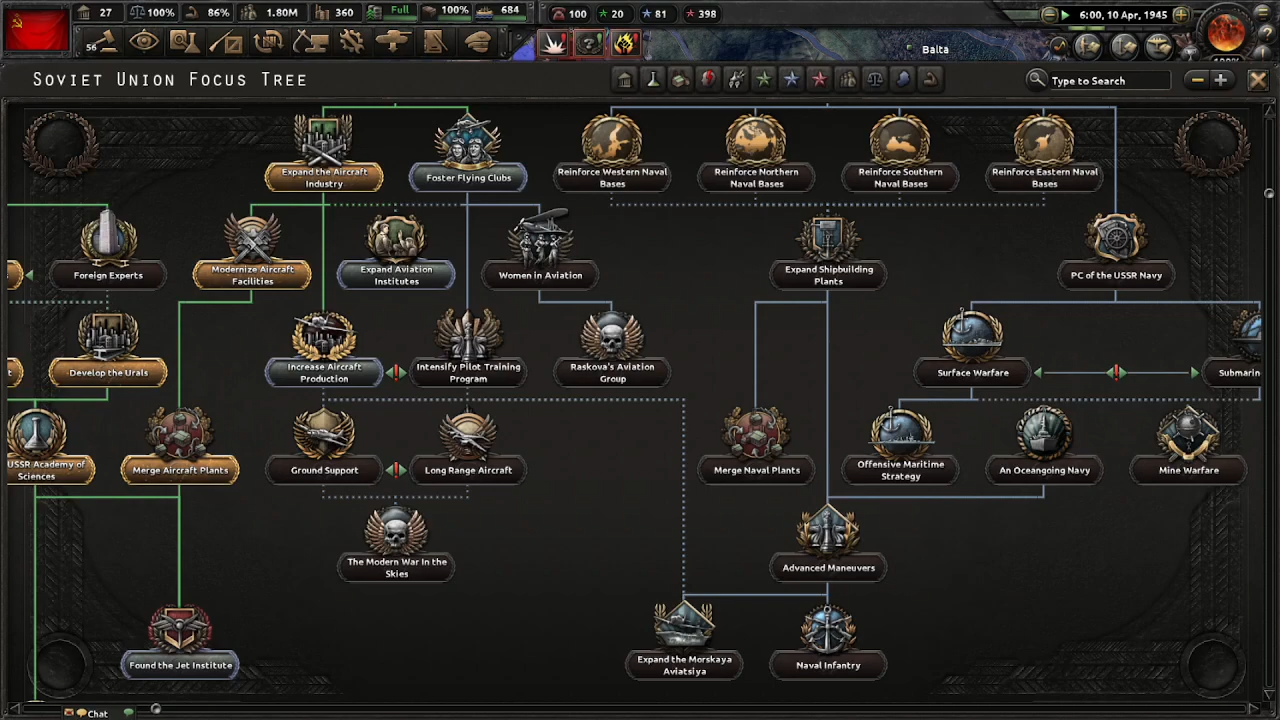 27 100% 86% 1.80M 360 Full 100% 684 100 20 81 398 6:00, 10 Apr, 1945
56
Balta
100%
SOVIET UNION FOCUS TREE
Type to Search
Expand the Aircraft
Industry
Foster Flying Clubs
Reinforce Western Naval
Bases
Reinforce Northern
Naval Bases
Reinforce Southern
Naval Bases
Reinforce Eastern Naval
Bases
Foreign Experts
Modernize Aircraft
Facilities
Expand Aviation
Institutes
Women in Aviation
Expand Shipbuilding
Plants
PC of the USSR Navy
Develop the Urals
Increase Aircraft
Production
Intensify Pilot Training
Program
Raskova's Aviation
Group
Surface Warfare
Submarin
USSR Academy of
Sciences
Merge Aircraft Plants
Ground Support
Long Range Aircraft
Merge Naval Plants
Offensive Maritime
Strategy
An Oceangoing Navy
Mine Warfare
The Modern War In the
Skies
Advanced Maneuvers
Found the Jet Institute
Expand the Morskaya
Aviatsiya
Naval Infantry
Chat